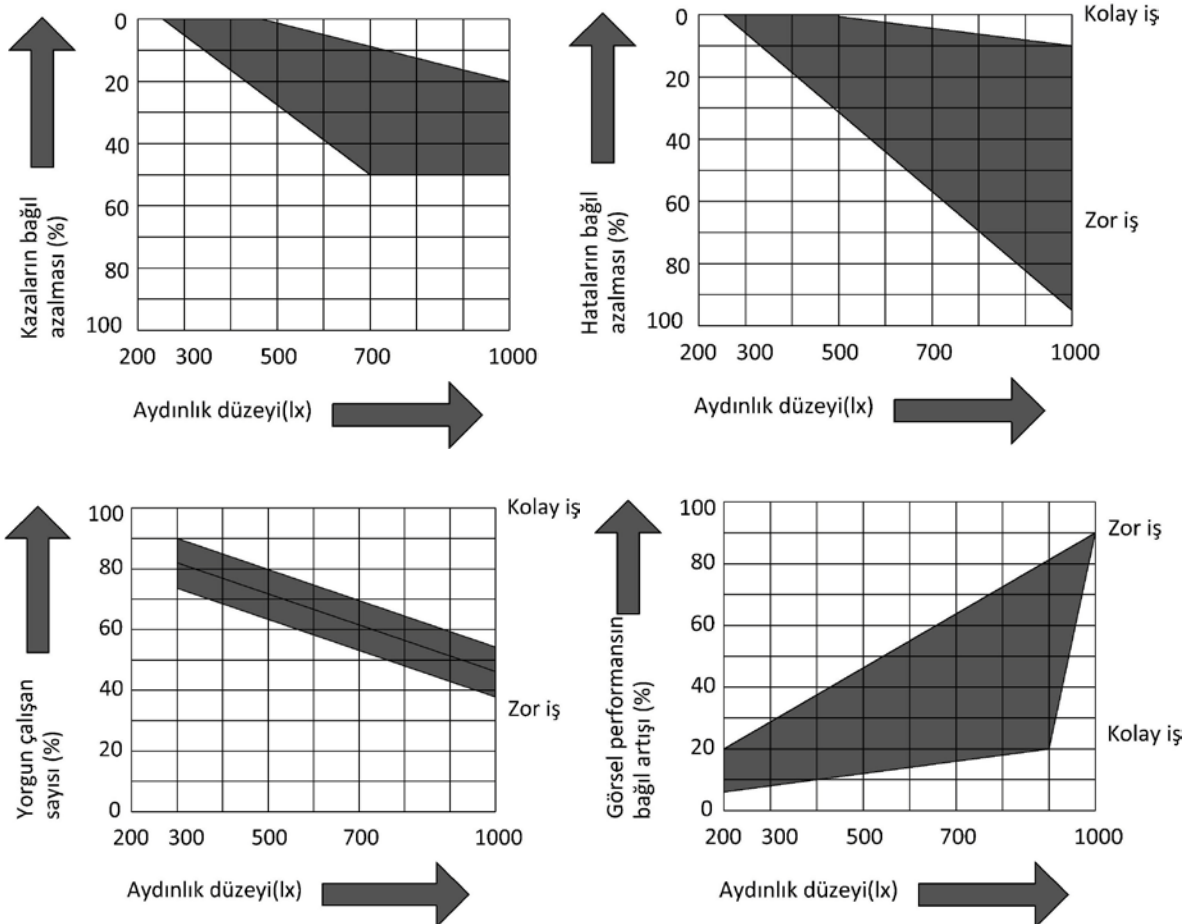 Kazaların bağıl
azalması (%)
0
20
40
60
80
100
200 300 500 700 1000
Aydınlık düzeyi(lx)
Hataların bağıl
azalması (%)
0
20
40
60
80
100
200 300 500 700 1000
Kolay iş
Zor iş
Aydınlık düzeyi(lx)
Yorgun çalışan
sayısı (%)
100
80
60
40
20
0
200 300 500 700 1000
Kolay iş
Zor iş
Aydınlık düzeyi(lx)
Görsel performansın
bağıl artışı (%)
100
80
60
40
20
0
200 300 500 700 1000
Zor iş
Kolay iş
Aydınlık düzeyi(lx)